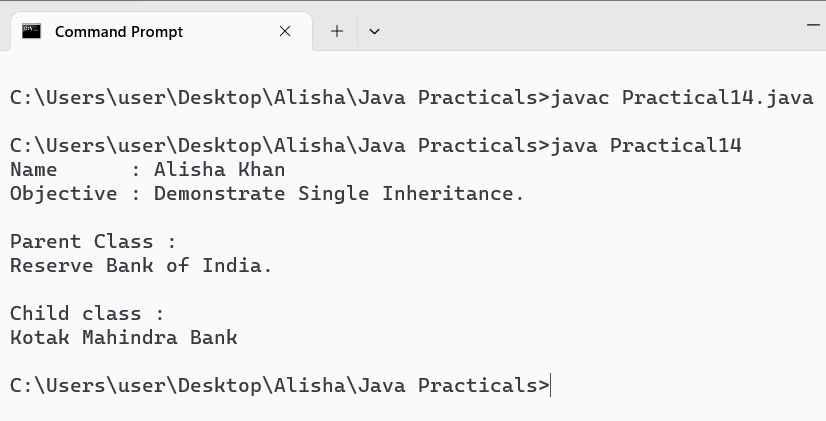 Command Prompt
C:\Users\user\Desktop\Alisha\Java Practicals>javac Practical14.java
C:\Users\user\Desktop\Alisha\Java Practicals>java Practical14
Name      : Alisha Khan
Objective : Demonstrate Single Inheritance.
Parent Class :
Reserve Bank of India.
Child class :
Kotak Mahindra Bank
C:\Users\user\Desktop\Alisha\Java Practicals>